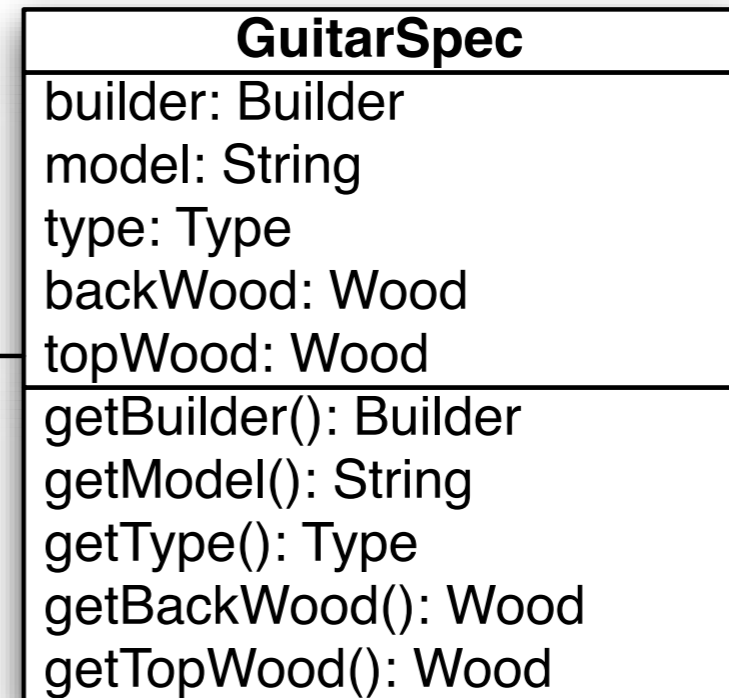 GuitarSpec
builder: Builder
model: String
type: Type
backWood: Wood
topWood: Wood
getBuilder(): Builder
getModel(): String
getType(): Type
getBackWood(): Wood
getTopWood(): Wood